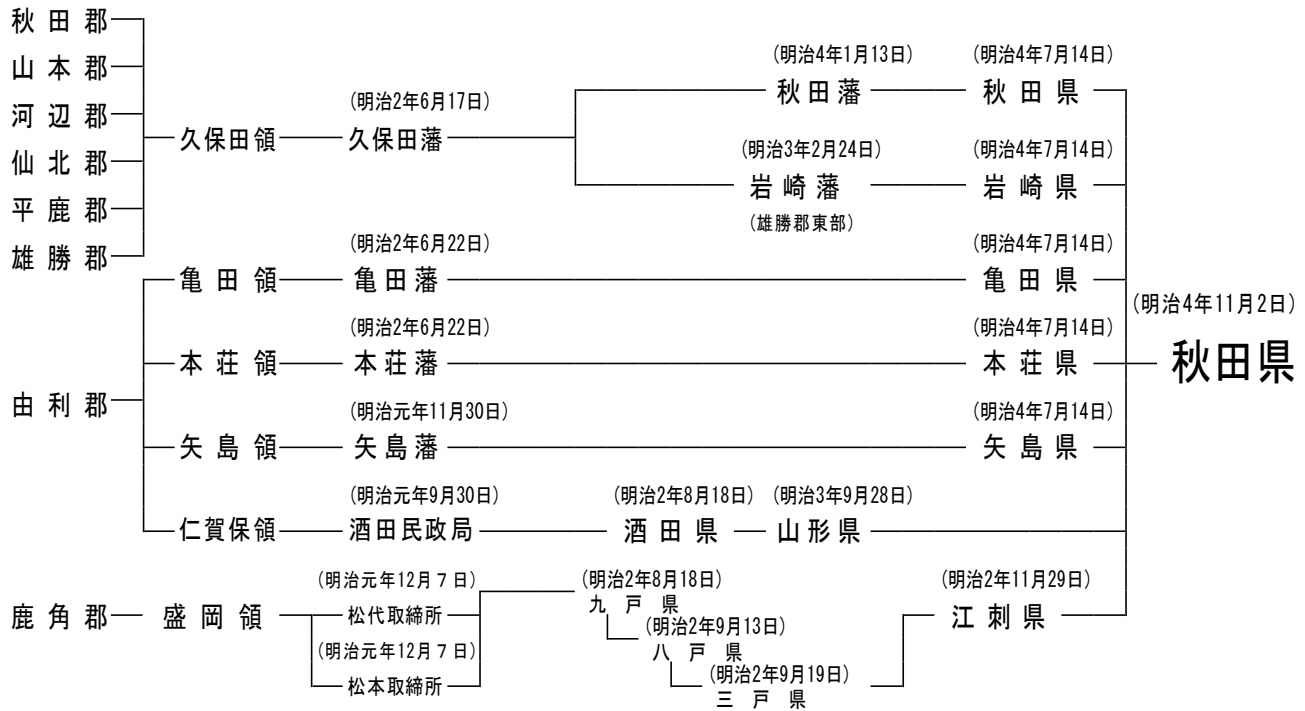 秋田郡
山本郡
河辺郡
仙北郡
平鹿郡
雄勝郡
久保田領
(明治2年6月17日)
久保田藩
(明治4年1月13日)
秋田藩
(明治4年7月14日)
秋田県
(明治3年2月24日)
岩崎藩
(雄勝郡東部)
(明治4年7月14日)
岩崎県
由利郡
亀田領
(明治2年6月22日)
亀田藩
(明治4年7月14日)
亀田県
本荘領
(明治2年6月22日)
本荘藩
(明治4年7月14日)
本荘県
矢島領
(明治元年11月30日)
矢島藩
(明治4年7月14日)
矢島県
仁賀保領
(明治元年9月30日)
酒田民政局
(明治2年8月18日)
酒田県
(明治3年9月28日)
山形県
鹿角郡
盛岡領
(明治元年12月7日)
松代取締所
(明治元年12月7日)
松本取締所
(明治2年8月18日)
九戸県
(明治2年9月13日)
八戸県
(明治2年9月19日)
三戸県
(明治2年11月29日)
江刺県
(明治4年11月2日)
秋田県